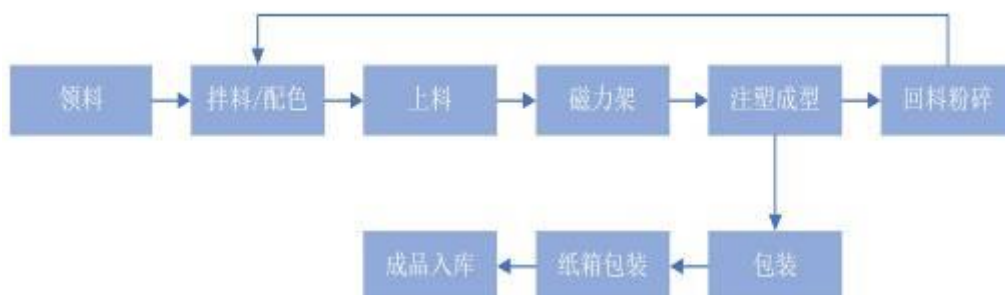 领料
拌料/配色
上料
磁力架
注塑成型
回料粉碎
成品入库
纸箱包装
包装